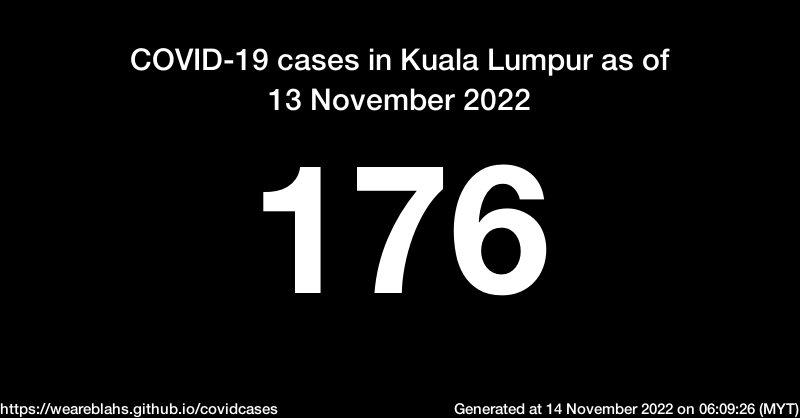 COVID-19 cases in Kuala Lumpur as of
13 November 2022
176
https://weareblahs.github.io/covidcases
Generated at 14 November 2022 on 06:09:26 (MYT)